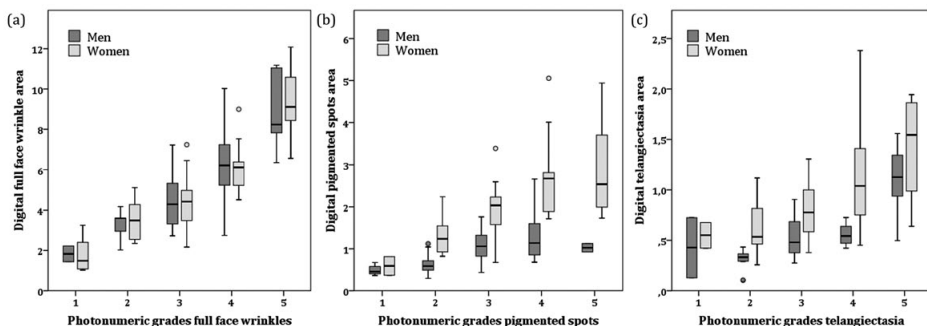 (a)
Men
Women
Digital full face wrinkle area
12
10
8
6
4
2
0
1 2 3 4 5
Photonumeric grades full face wrinkles
(b)
Men
Women
Digital pigmented spots area
6
5
4
3
2
1
0
1 2 3 4 5
Photonumeric grades pigmented spots
(c)
Men
Women
Digital telangiectasia area
2,5
2,0
1,5
1,0
,5
,0
1 2 3 4 5
Photonumeric grades telangiectasia